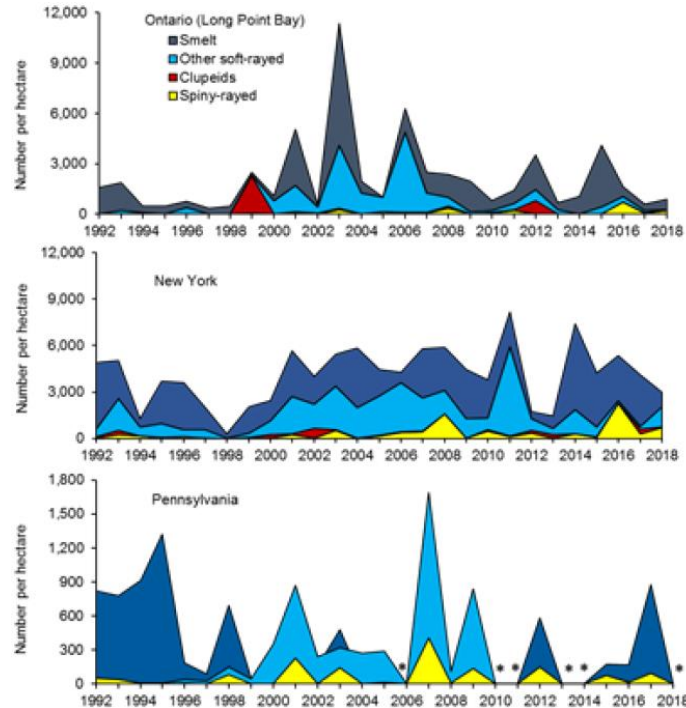 Ontario (Long Point Bay)
Smelt
Other soft-rayed
Clupeids
Spiny-rayed
Number per hectare
12,000
9,000
6,000
3,000
0
1992 1994 1996 1998 2000 2002 2004 2006 2008 2010 2012 2014 2016 2018
New York
Number per hectare
12,000
9,000
6,000
3,000
0
1992 1994 1996 1998 2000 2002 2004 2006 2008 2010 2012 2014 2016 2018
Pennsylvania
Number per hectare
1,800
1,500
1,200
900
600
300
0
* * * * * *
1992 1994 1996 1998 2000 2002 2004 2006 2008 2010 2012 2014 2016 2018